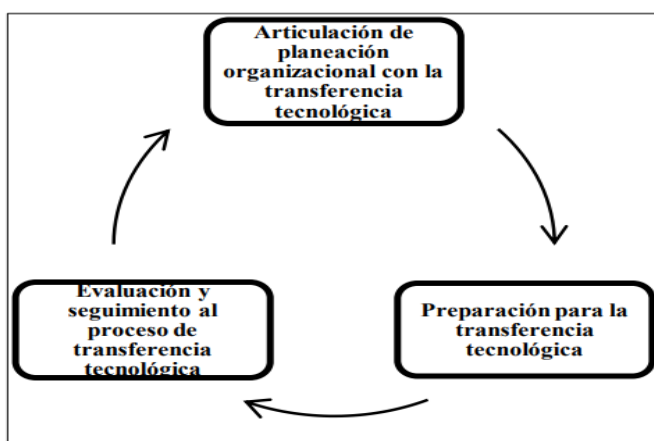 Articulación de
planeación
organizacional con la
transferencia
tecnológica
Evaluación y
seguimiento al
proceso de
transferencia
tecnológica
Preparación para la
transferencia
tecnológica